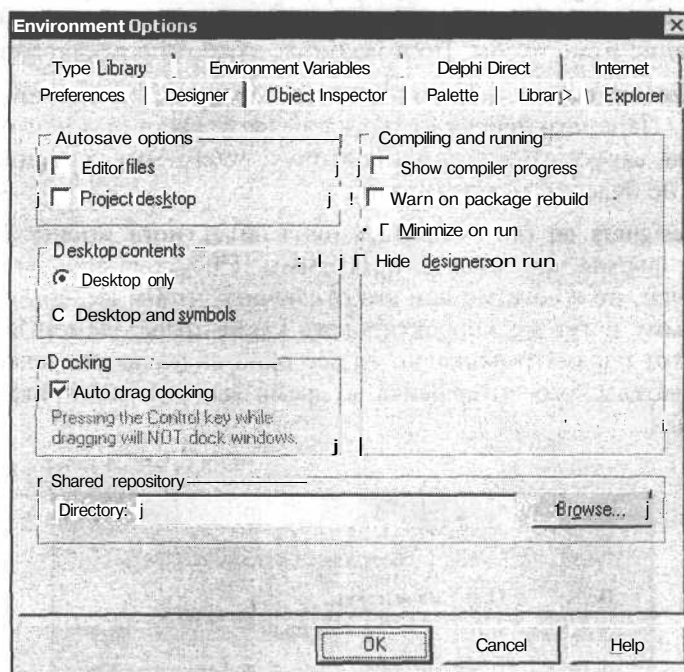 Environment Options
Type Library Environment Variables Delphi Direct Internet
Preferences Designer Object Inspector Palette Library Explorer
Autosave options
Editor files
Project desktop
Desktop contents
Desktop only
Desktop and symbols
Docking
Auto drag docking
Pressing the Control key while
dragging will NOT dock windows.
Compiling and running
Show compiler progress
Warn on package rebuild
Minimize on run
Hide designers on run
Shared repository
Directory:
Browse...
OK Cancel Help